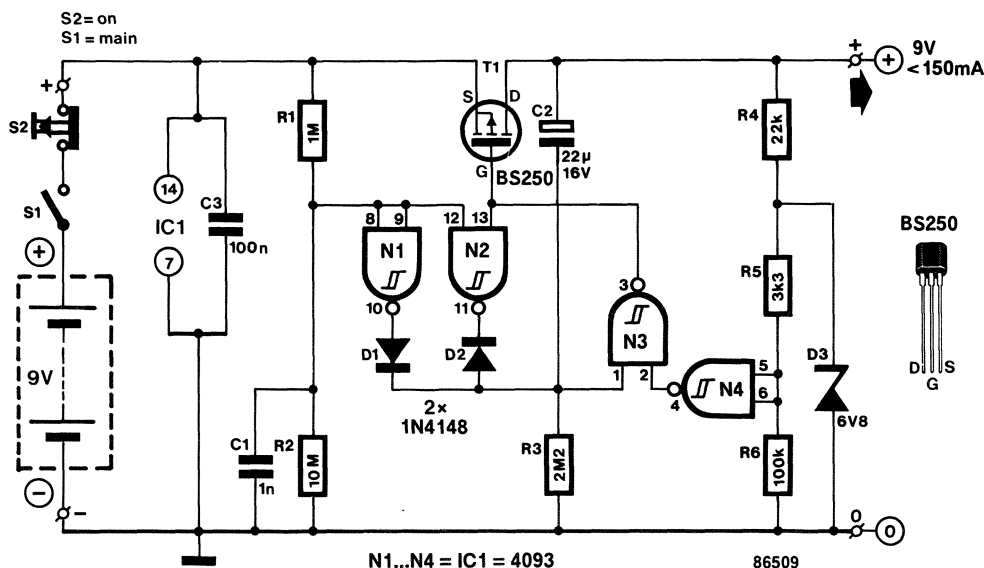 S2 = on
S1 = main
+
S2
S1
+
9V
−
-
14
IC1
7
C3
100n
R1
1M
8
9
N1
10
D1
12
13
N2
11
D2
2×
1N4148
C1
1n
R2
10M
T1
S
D
G
BS250
C2
22µ
16V
3
N3
1
2
R3
2M2
4
N4
5
6
R4
22k
R5
3k3
R6
100k
D3
6V8
+
+
9V
<150mA
BS250
D
G
S
0
0
N1...N4 = IC1 = 4093
86509